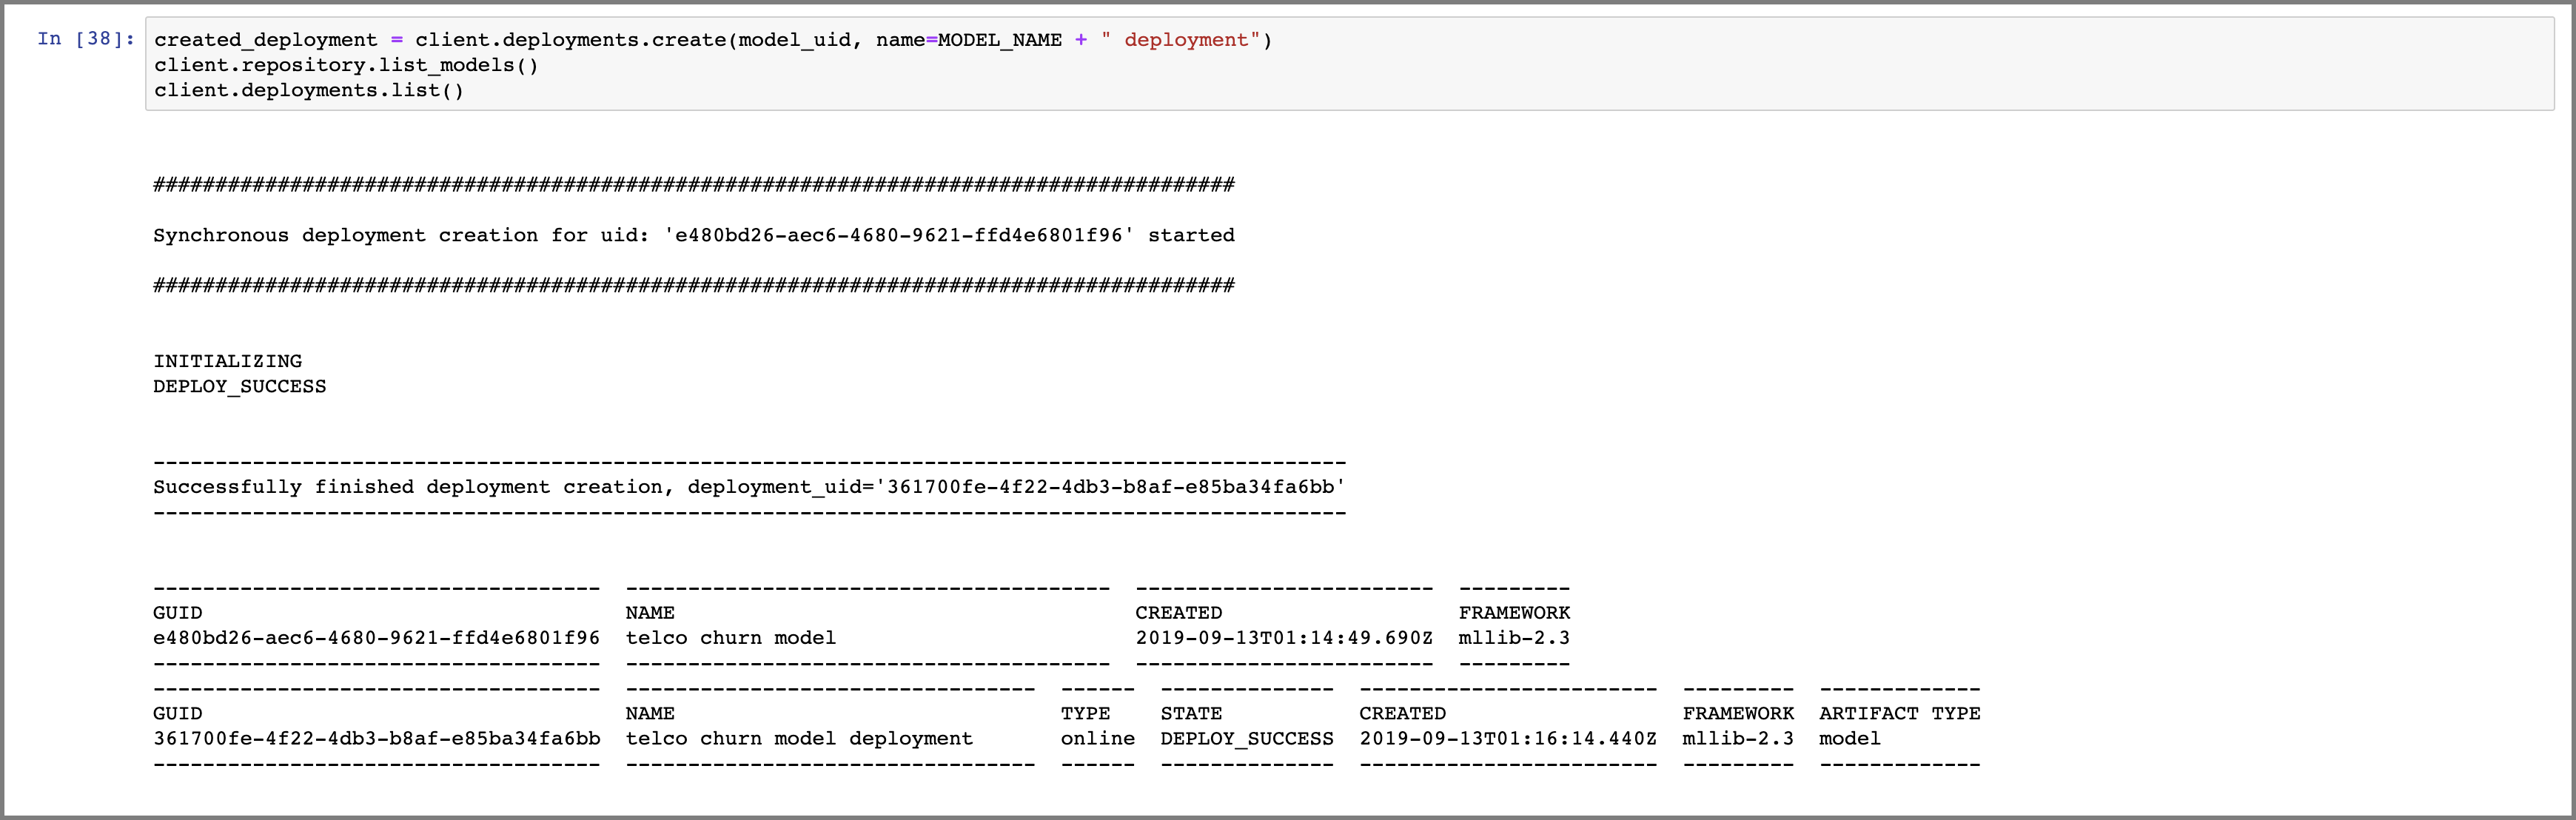 In [38]: created_deployment = client.deployments.create(model_uid, name=MODEL_NAME + " deployment")
client.repository.list_models()
client.deployments.list()
#######################################################################################
Synchronous deployment creation for uid: 'e480bd26-aec6-4680-9621-ffd4e6801f96' started
#######################################################################################
INITIALIZING
DEPLOY_SUCCESS
------------------------------------------------------------------------------------------------
Successfully finished deployment creation, deployment_uid='361700fe-4f22-4db3-b8af-e85ba34fa6bb'
------------------------------------------------------------------------------------------------
------------------------------------  ---------------------------------------  ------------------------  ---------
GUID                                  NAME                                     CREATED                   FRAMEWORK
e480bd26-aec6-4680-9621-ffd4e6801f96  telco churn model                        2019-09-13T01:14:49.690Z  mllib-2.3
------------------------------------  ---------------------------------------  ------------------------  ---------
------------------------------------  ---------------------------------  ------  --------------  ------------------------  ---------  -------------
GUID                                  NAME                               TYPE    STATE           CREATED                   FRAMEWORK  ARTIFACT TYPE
361700fe-4f22-4db3-b8af-e85ba34fa6bb  telco churn model deployment       online  DEPLOY_SUCCESS  2019-09-13T01:16:14.440Z  mllib-2.3  model
------------------------------------  ---------------------------------  ------  --------------  ------------------------  ---------  -------------